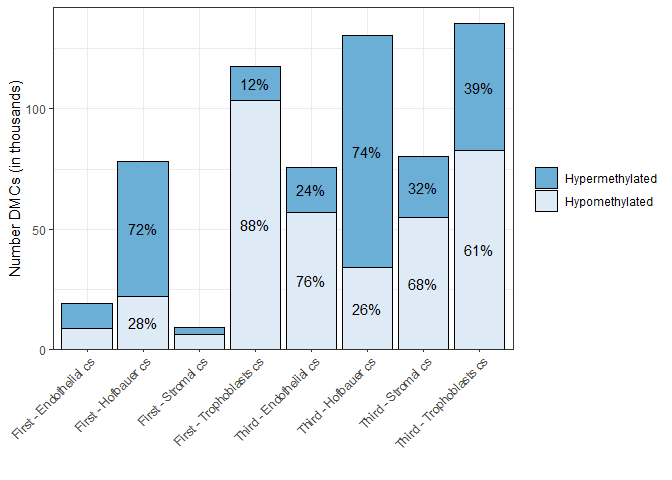 Number DMCs (in thousands)
100
50
0
12%
39%
72%
88%
24%
74%
32%
28%
76%
26%
68%
61%
Hypermethylated
Hypomethylated
First - Endothelial cs
First - Hofbauer cs
First - Stromal cs
First - Trophoblasts cs
Third - Endothelial cs
Third - Hofbauer cs
Third - Stromal cs
Third - Trophoblasts cs